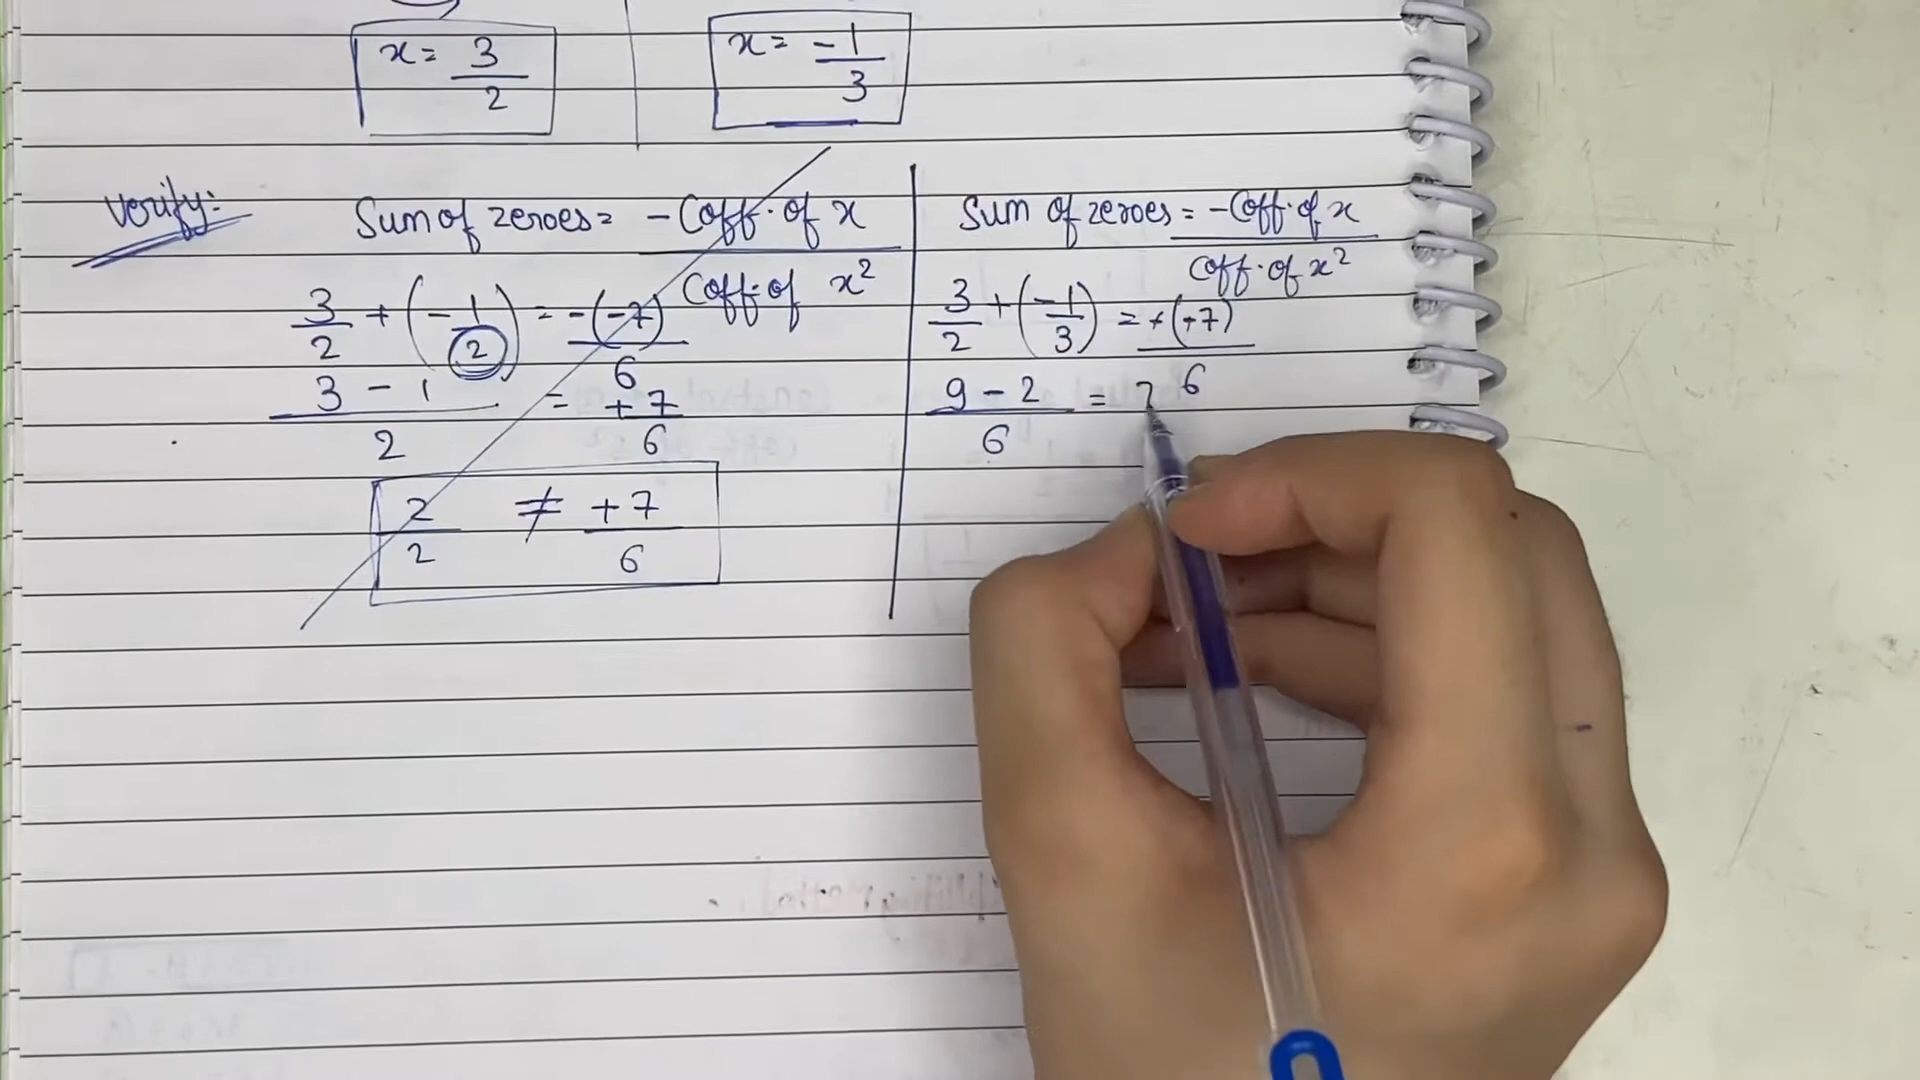 x = 3/2
x = -1/3
Verify:
Sum of zeroes = -Coff. of x / Coff. of x²
3/2 + (-1/2) = -(-7)/6
3 - 1/2 = +7/6
2/2 ≠ +7/6
Sum of zeroes = -Coff. of x / Coff. of x²
3/2 + (-1/3) = +(+7)/6
9 - 2/6 = 7